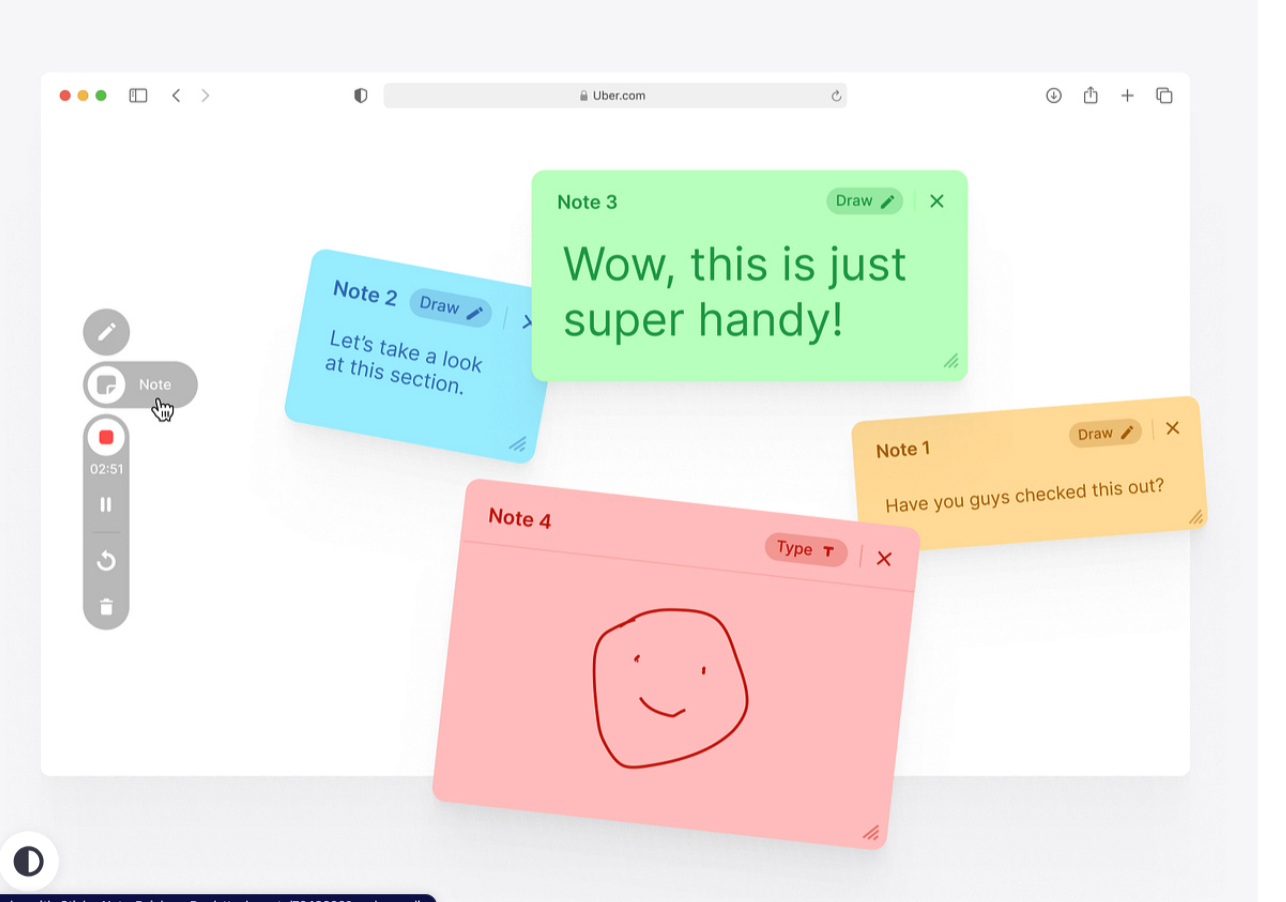 Uber.com
Note 3
Draw
Wow, this is just
super handy!
Note 2
Draw
Let’s take a look
at this section.
Note
02:51
Note 1
Draw
Have you guys checked this out?
Note 4
Type T